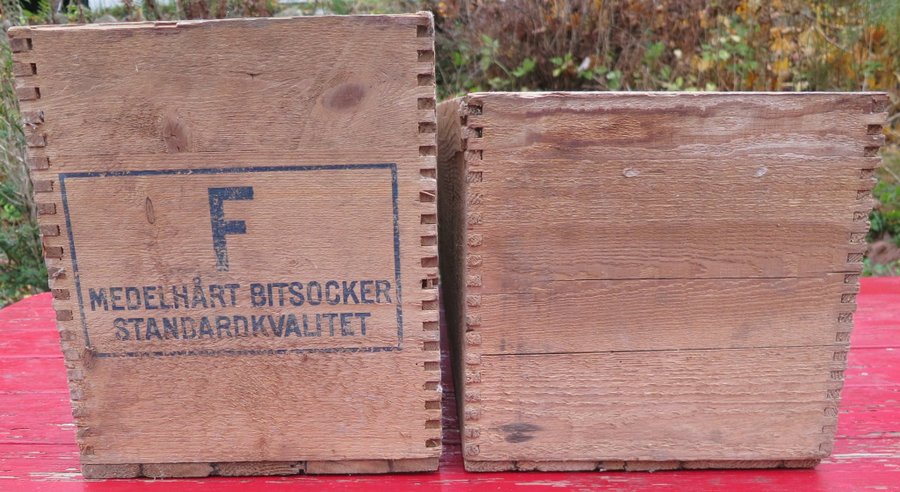 F
MEDELHÅRT BITSOCKER
STANDARDKVALITET